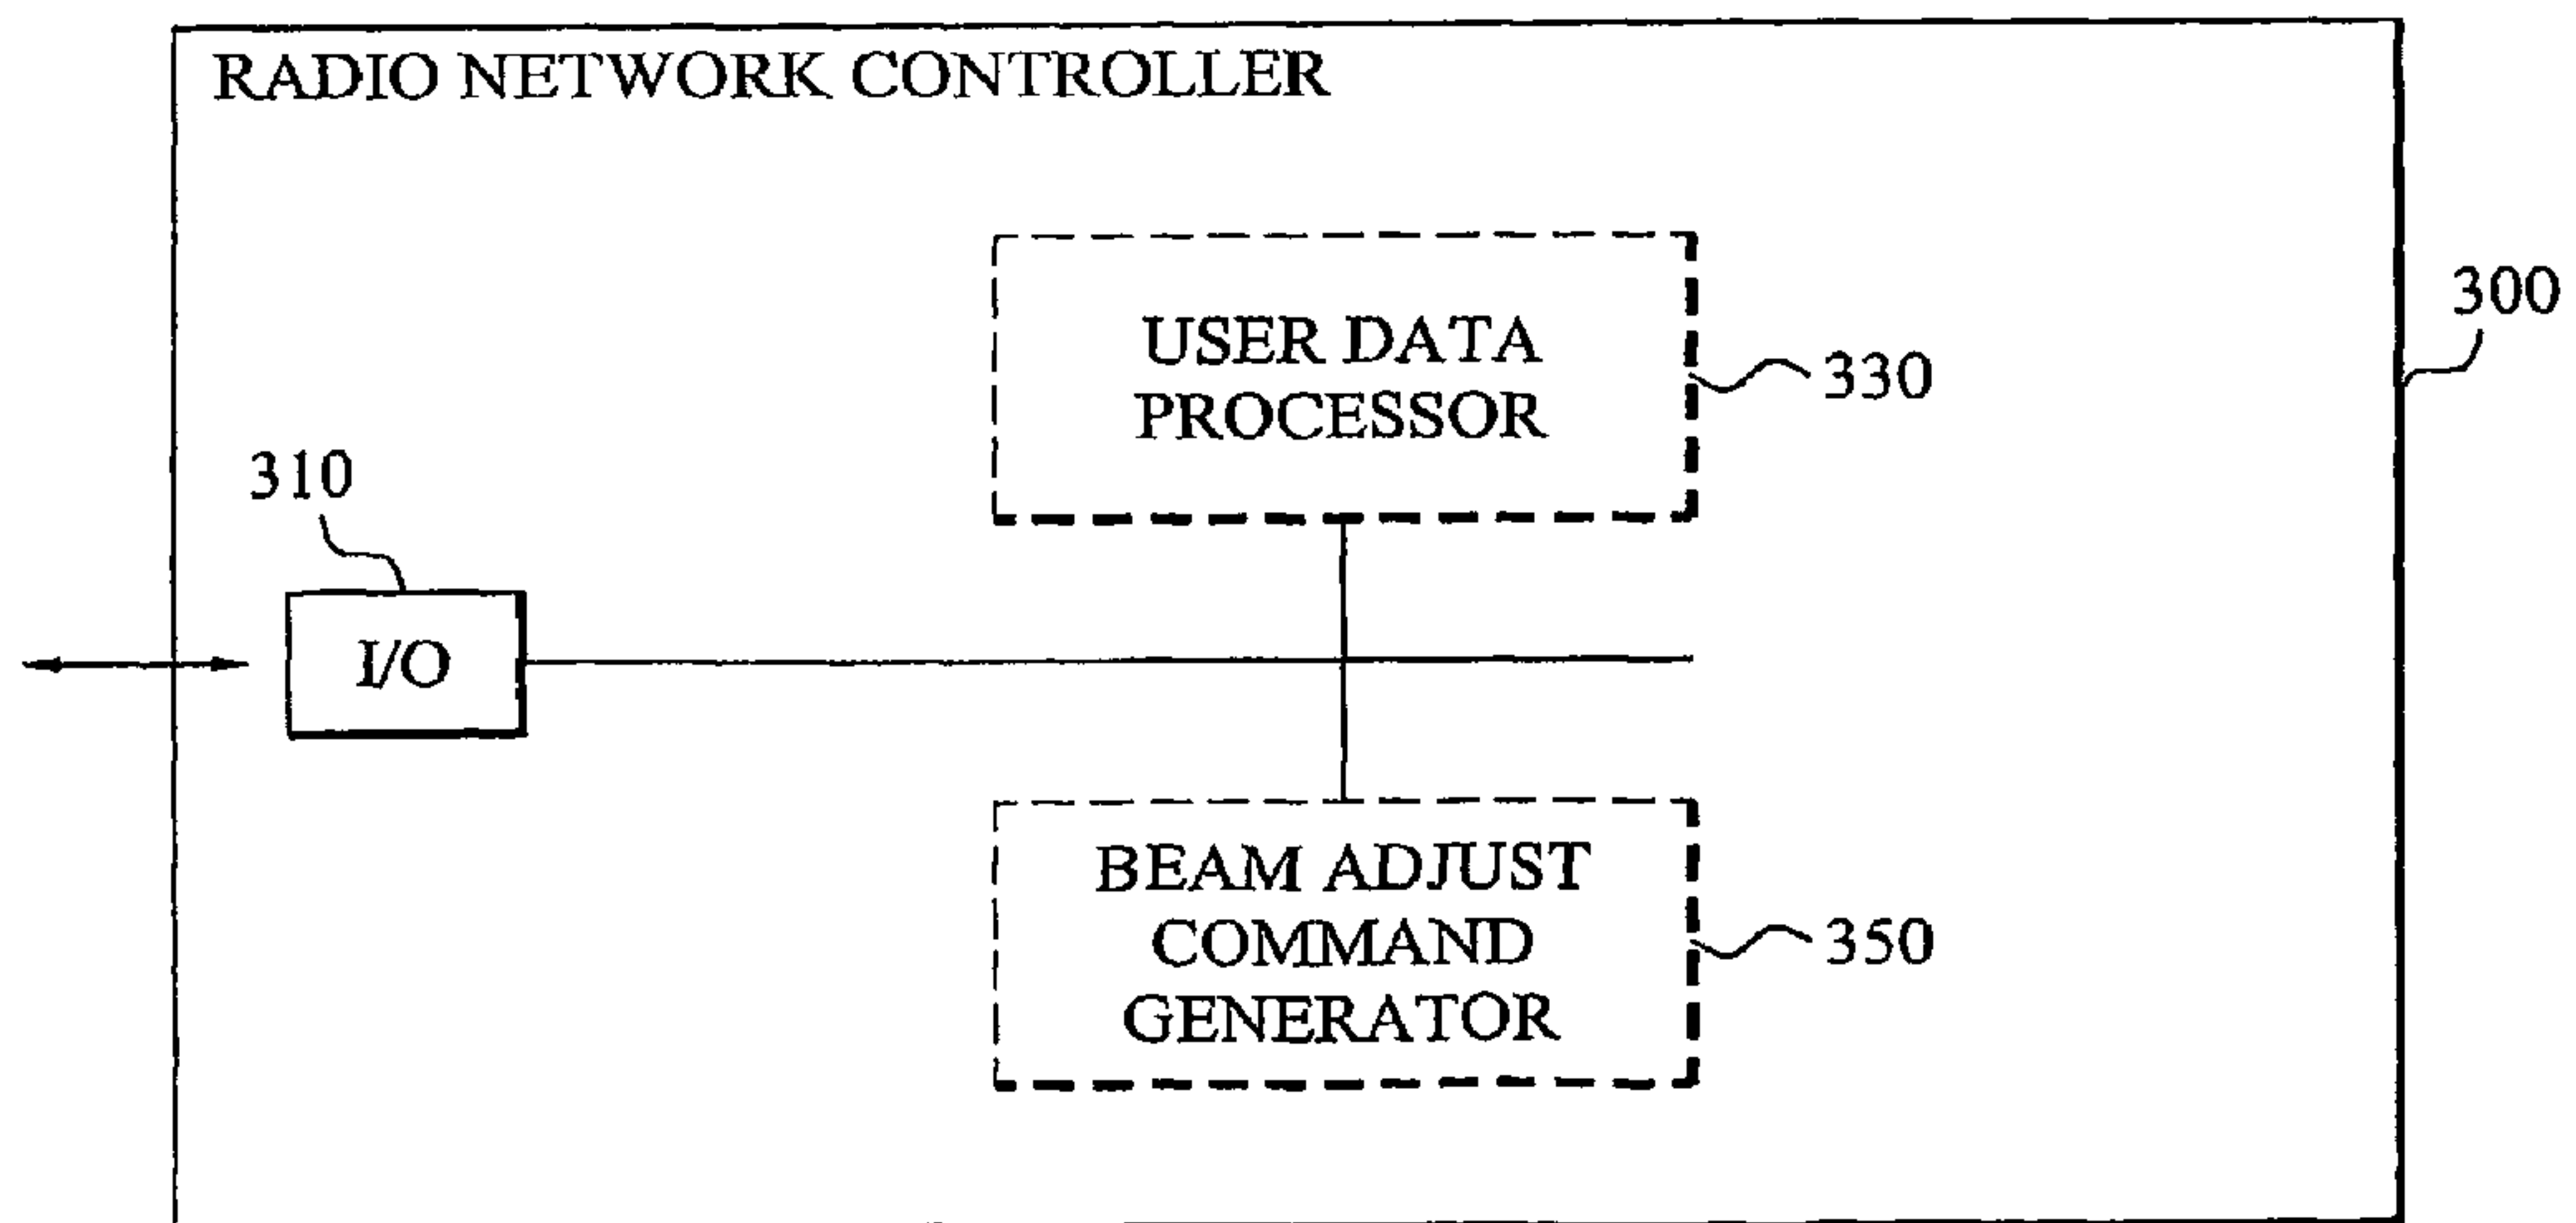 RADIO NETWORK CONTROLLER
300
USER DATA
PROCESSOR
330
310
I/O
BEAM ADJUST
COMMAND
GENERATOR
350